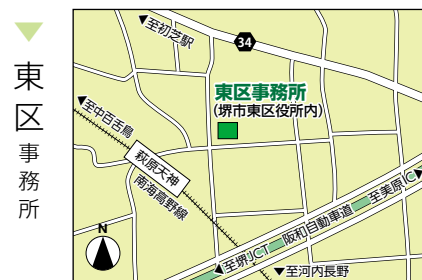 東区事務所
至初芝駅
34
東区事務所
(堺市東区役所内)
至中百舌鳥
萩原天神
南海高野線
至美原IC
阪和自動車道
至堺JCT
至河内長野
N